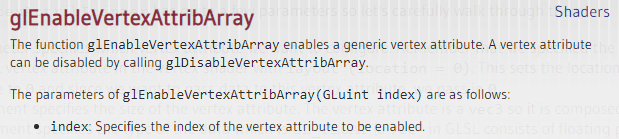 glEnableVertexAttribArray
Shaders
The function glEnableVertexAttribArray enables a generic vertex attribute. A vertex attribute
can be disabled by calling glDisableVertexAttribArray.
The parameters of glEnableVertexAttribArray(GLuint index) are as follows:
• index: Specifies the index of the vertex attribute to be enabled.